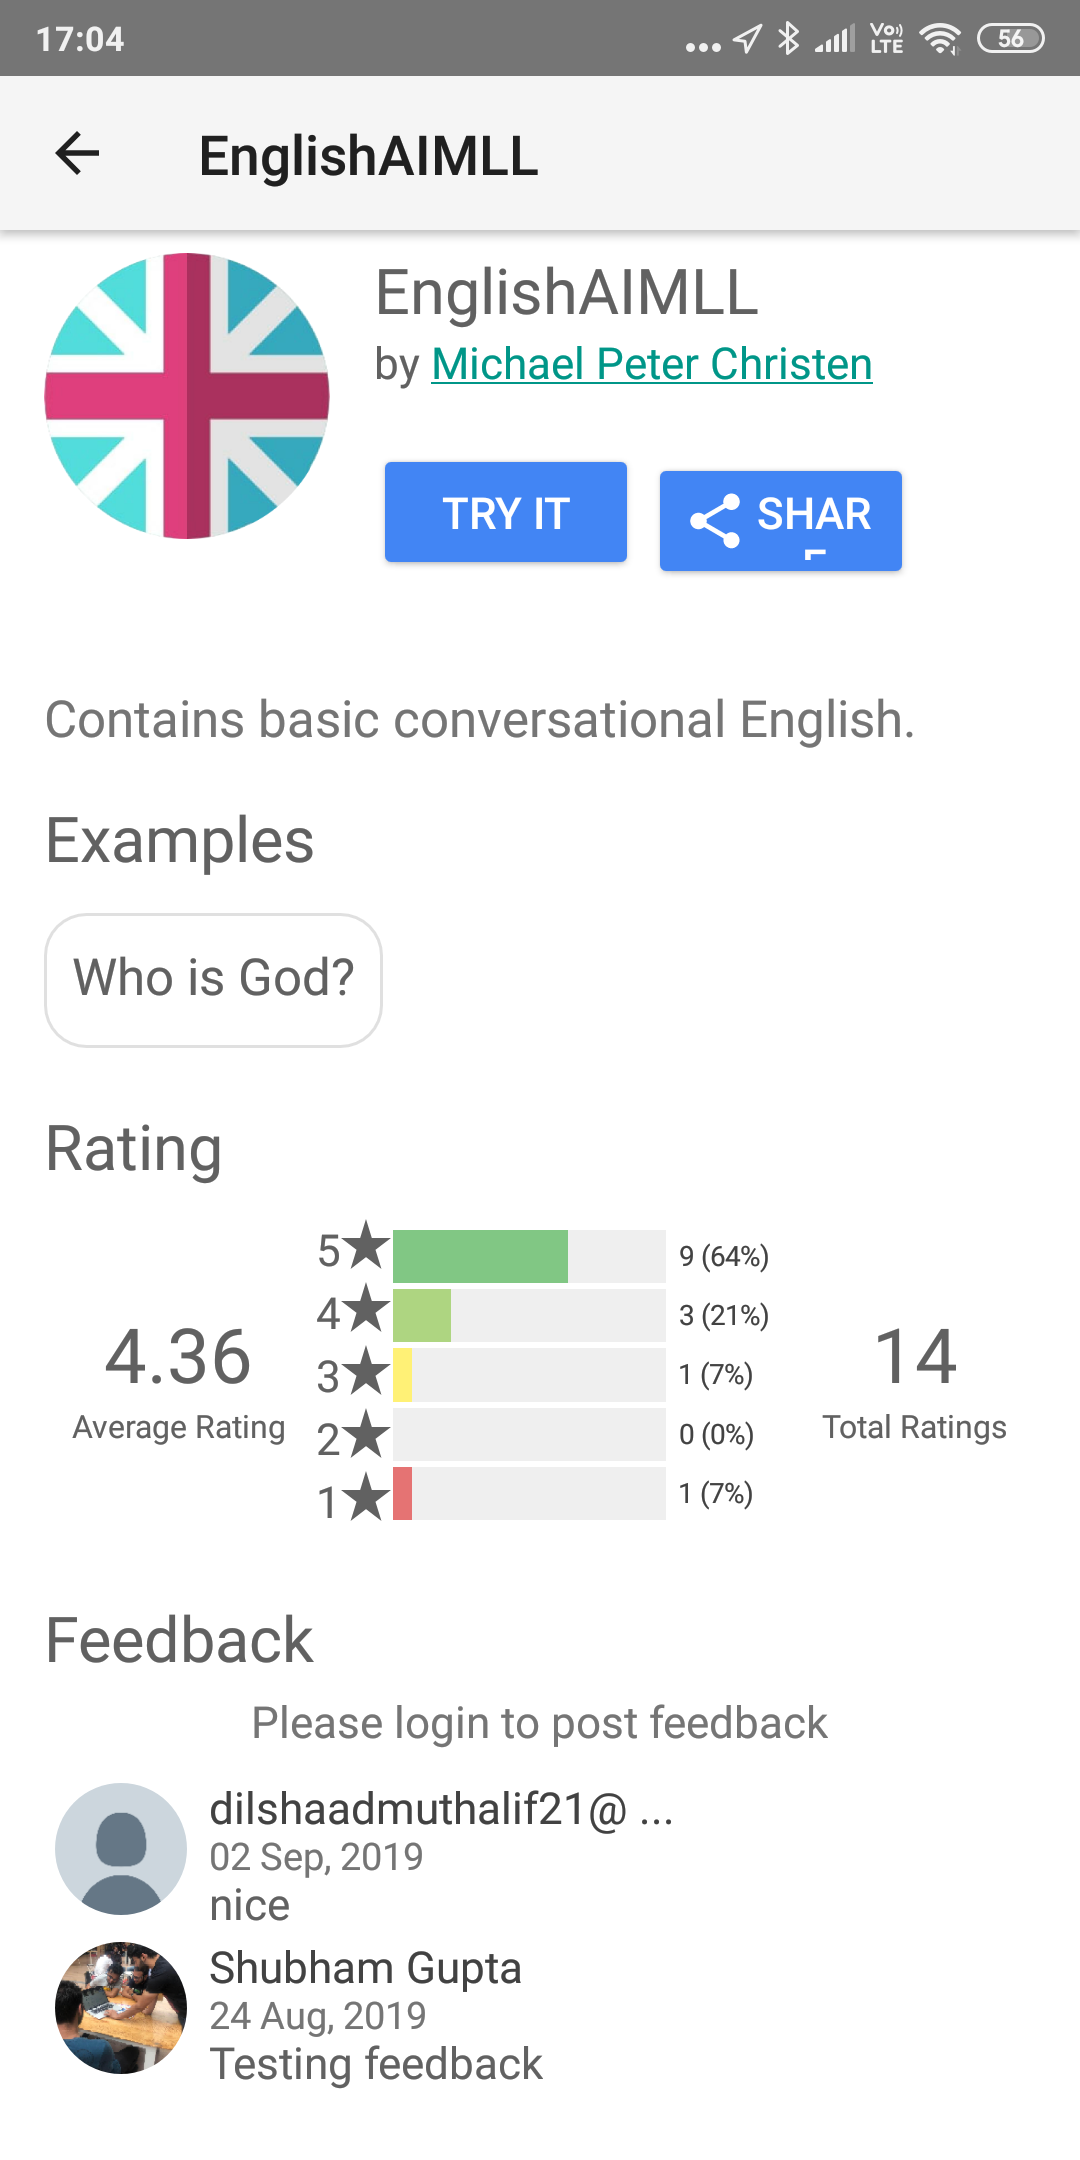 17:04
Vo)) LTE
56
EnglishAIMLL
EnglishAIMLL
by Michael Peter Christen
TRY IT
SHAR
Contains basic conversational English.
Examples
Who is God?
Rating
5★ 9 (64%)
4★ 3 (21%)
3★ 1 (7%)
2★ 0 (0%)
1★ 1 (7%)
4.36
Average Rating
14
Total Ratings
Feedback
Please login to post feedback
dilshaadmuthalif21@ ...
02 Sep, 2019
nice
Shubham Gupta
24 Aug, 2019
Testing feedback